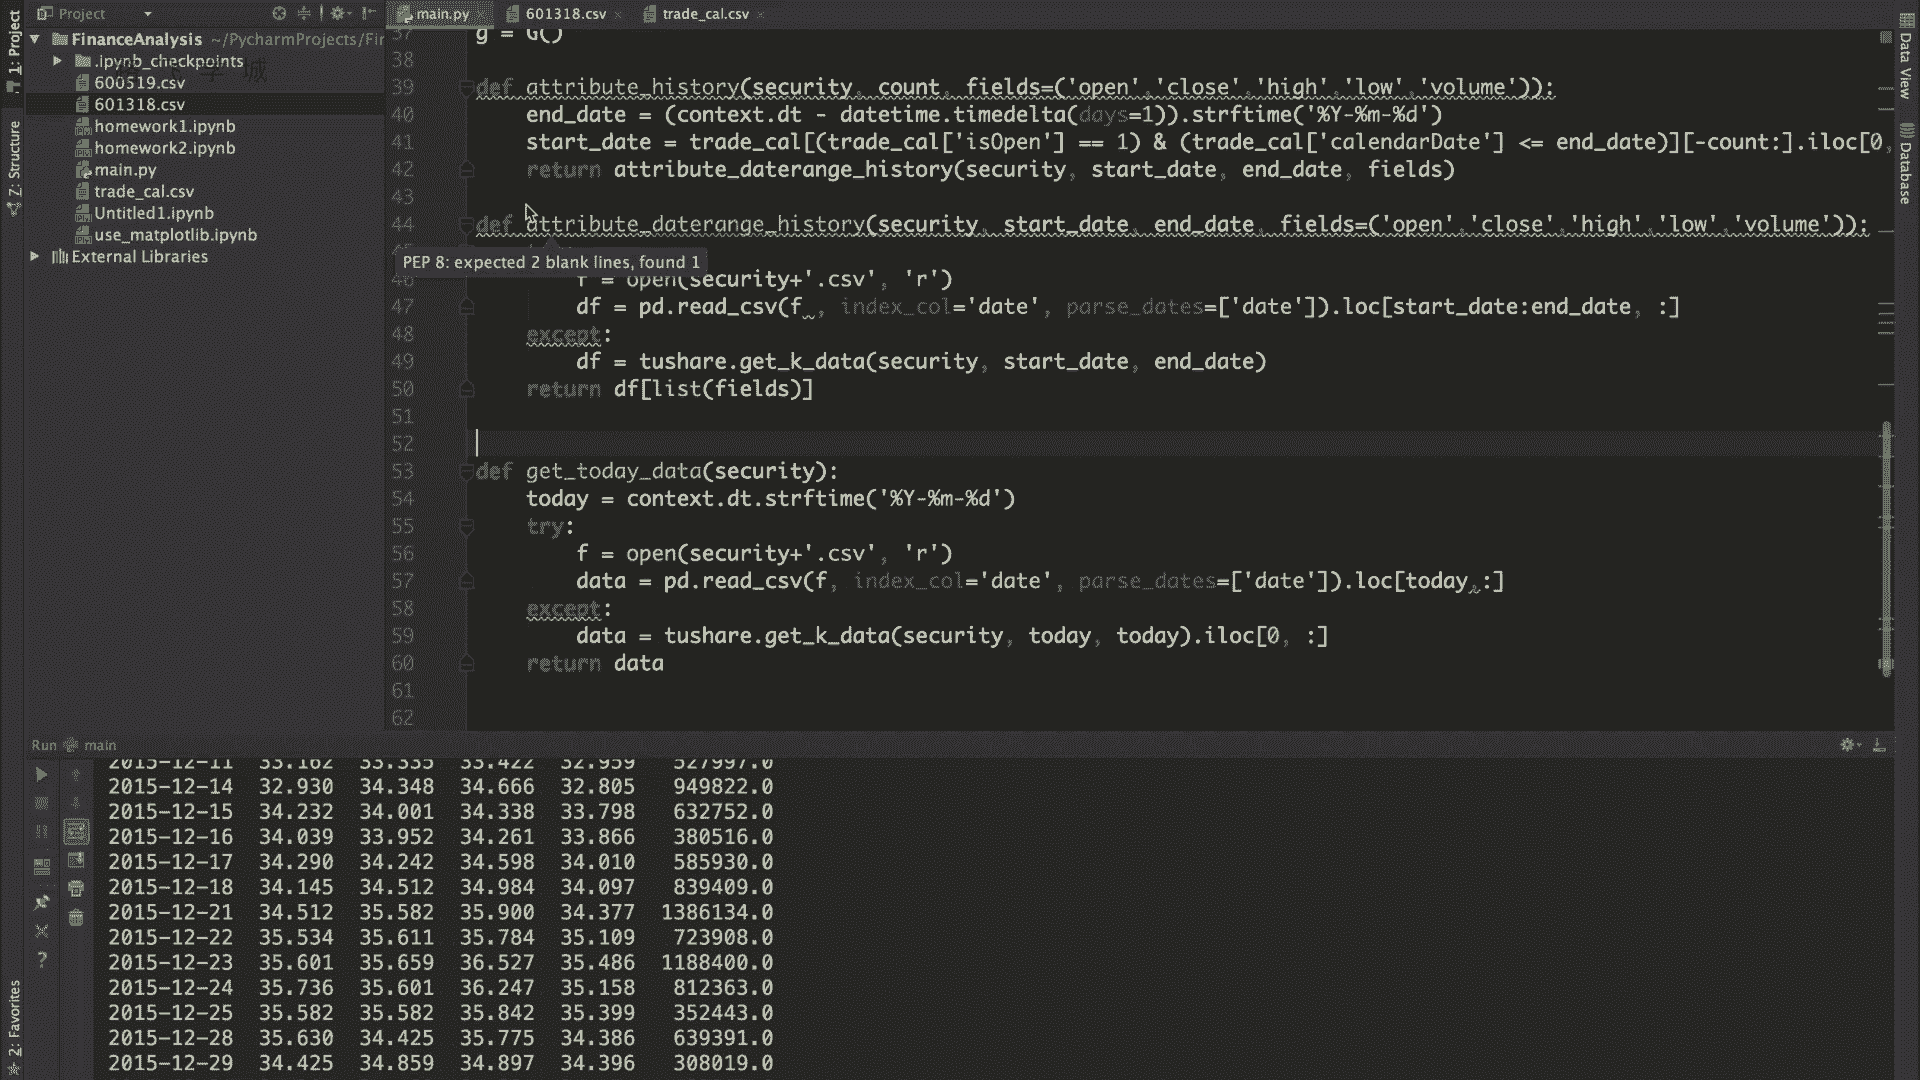 Project
main.py
601318.csv
trade_cal.csv
1: Project
Z: Structure
2: Favorites
Data View
Database
FinanceAnalysis ~/PycharmProjects/Fir
.ipynb_checkpoints
600519.csv
601318.csv
homework1.ipynb
homework2.ipynb
main.py
trade_cal.csv
Untitled1.ipynb
use_matplotlib.ipynb
External Libraries
学城
37 g = G()
38
39 def attribute_history(security, count, fields=('open','close','high','low','volume')):
40 end_date = (context.dt - datetime.timedelta(days=1)).strftime('%Y-%m-%d')
41 start_date = trade_cal[(trade_cal['isOpen'] == 1) & (trade_cal['calendarDate'] <= end_date)][-count:].iloc[0,
42 return attribute_daterange_history(security, start_date, end_date, fields)
43
44 def attribute_daterange_history(security, start_date, end_date, fields=('open','close','high','low','volume')):
PEP 8: expected 2 blank lines, found 1
46 f = open(security+'.csv', 'r')
47 df = pd.read_csv(f , index_col='date', parse_dates=['date']).loc[start_date:end_date, :]
48 except:
49 df = tushare.get_k_data(security, start_date, end_date)
50 return df[list(fields)]
51
52
53 def get_today_data(security):
54 today = context.dt.strftime('%Y-%m-%d')
55 try:
56 f = open(security+'.csv', 'r')
57 data = pd.read_csv(f, index_col='date', parse_dates=['date']).loc[today,:]
58 except:
59 data = tushare.get_k_data(security, today, today).iloc[0, :]
60 return data
61
62
Run main
2015-12-11 33.162 33.335 33.422 32.959 527997.0
2015-12-14 32.930 34.348 34.666 32.805 949822.0
2015-12-15 34.232 34.001 34.338 33.798 632752.0
2015-12-16 34.039 33.952 34.261 33.866 380516.0
2015-12-17 34.290 34.242 34.598 34.010 585930.0
2015-12-18 34.145 34.512 34.984 34.097 839409.0
2015-12-21 34.512 35.582 35.900 34.377 1386134.0
2015-12-22 35.534 35.611 35.784 35.109 723908.0
2015-12-23 35.601 35.659 36.527 35.486 1188400.0
2015-12-24 35.736 35.601 36.247 35.158 812363.0
2015-12-25 35.582 35.582 35.842 35.399 352443.0
2015-12-28 35.630 34.425 35.775 34.386 639391.0
2015-12-29 34.425 34.859 34.897 34.396 308019.0